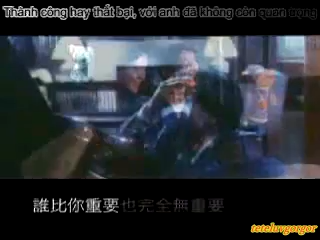 Thành công hay thất bại, với anh đã không còn quan trọng
誰比你重要也完全無重要
teteluvgorgor